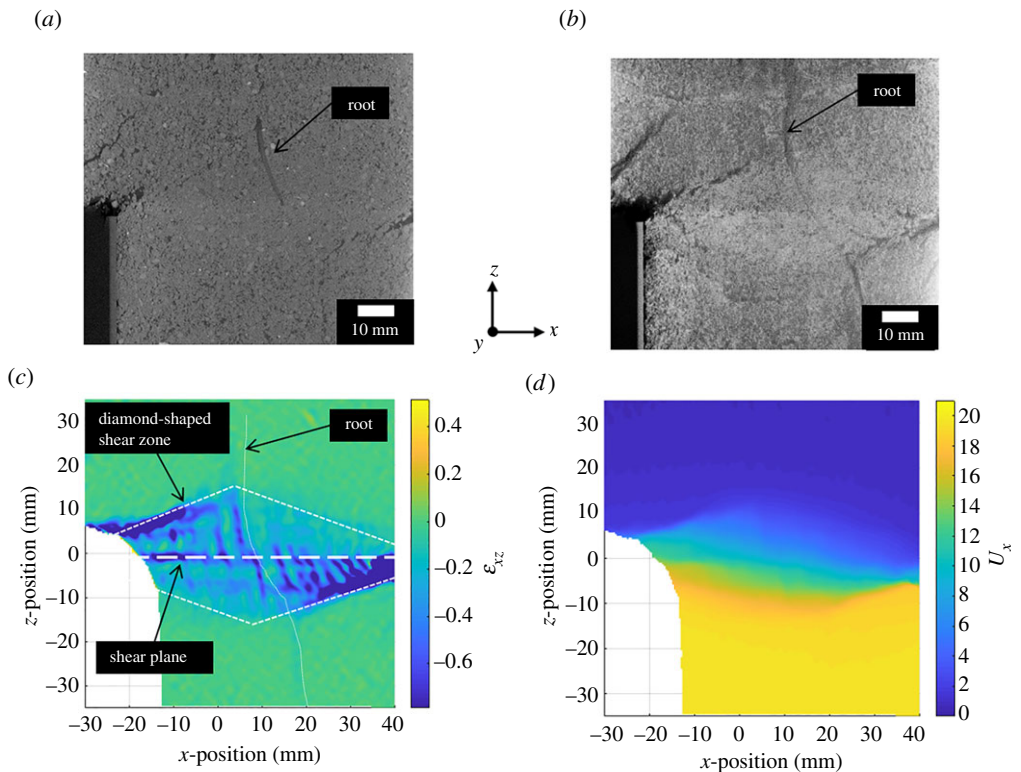 (a)
(b)
root
root
10 mm
10 mm
z
x
y
(c)
(d)
diamond-shaped
shear zone
root
shear plane
30
20
10
0
−10
−20
−30
z-position (mm)
−30 −20 −10 0 10 20 30 40
x-position (mm)
0.4
0.2
0
−0.2
−0.4
−0.6
εxz
30
20
10
0
−10
−20
−30
z-position (mm)
−30 −20 −10 0 10 20 30 40
x-position (mm)
20
18
16
14
12
10
8
6
4
2
0
Ux